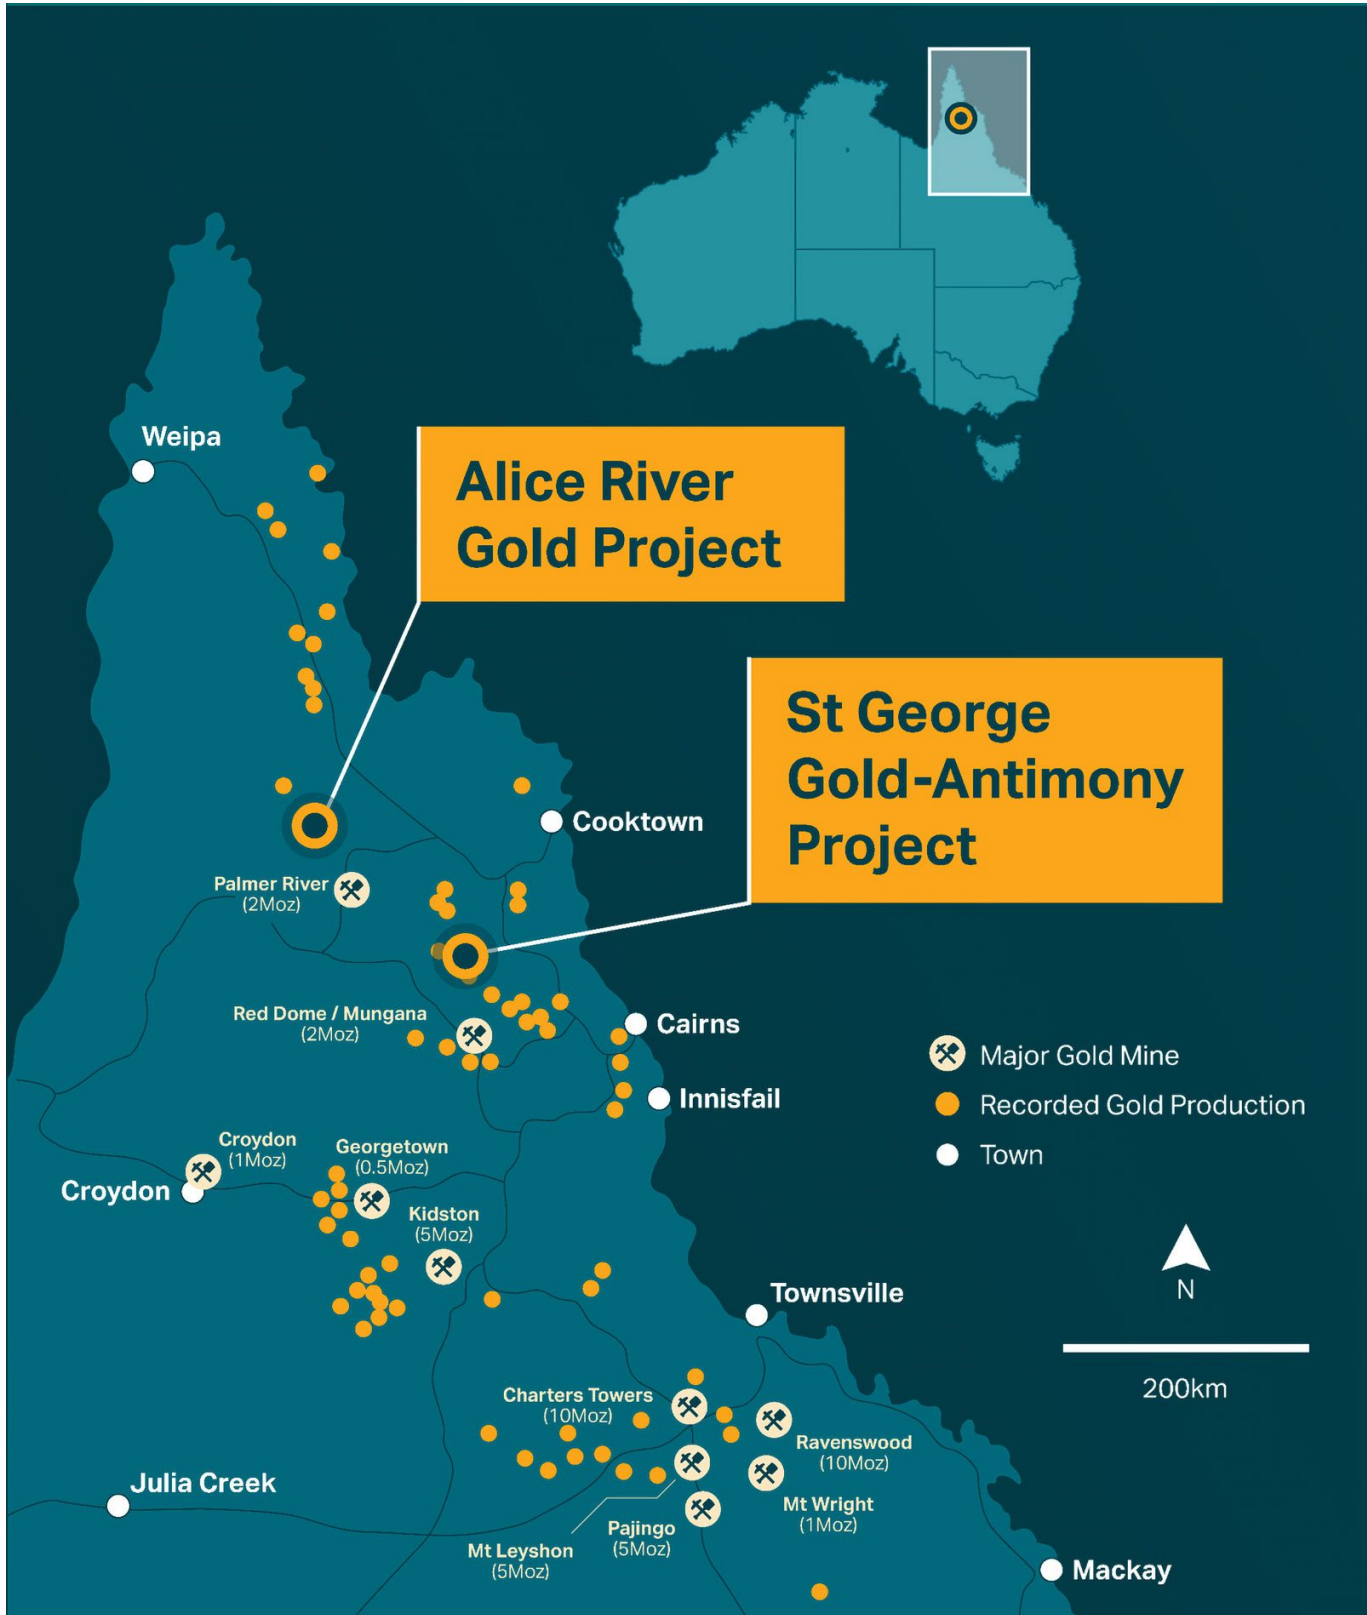 Weipa
Alice River
Gold Project
St George
Gold-Antimony
Project
Cooktown
Palmer River
(2Moz)
Red Dome / Mungana
(2Moz)
Cairns
Innisfail
Major Gold Mine
Recorded Gold Production
Town
Croydon
(1Moz)
Georgetown
(0.5Moz)
Croydon
Kidston
(5Moz)
N
200km
Townsville
Charters Towers
(10Moz)
Ravenswood
(10Moz)
Julia Creek
Mt Wright
(1Moz)
Pajingo
(5Moz)
Mt Leyshon
(5Moz)
Mackay